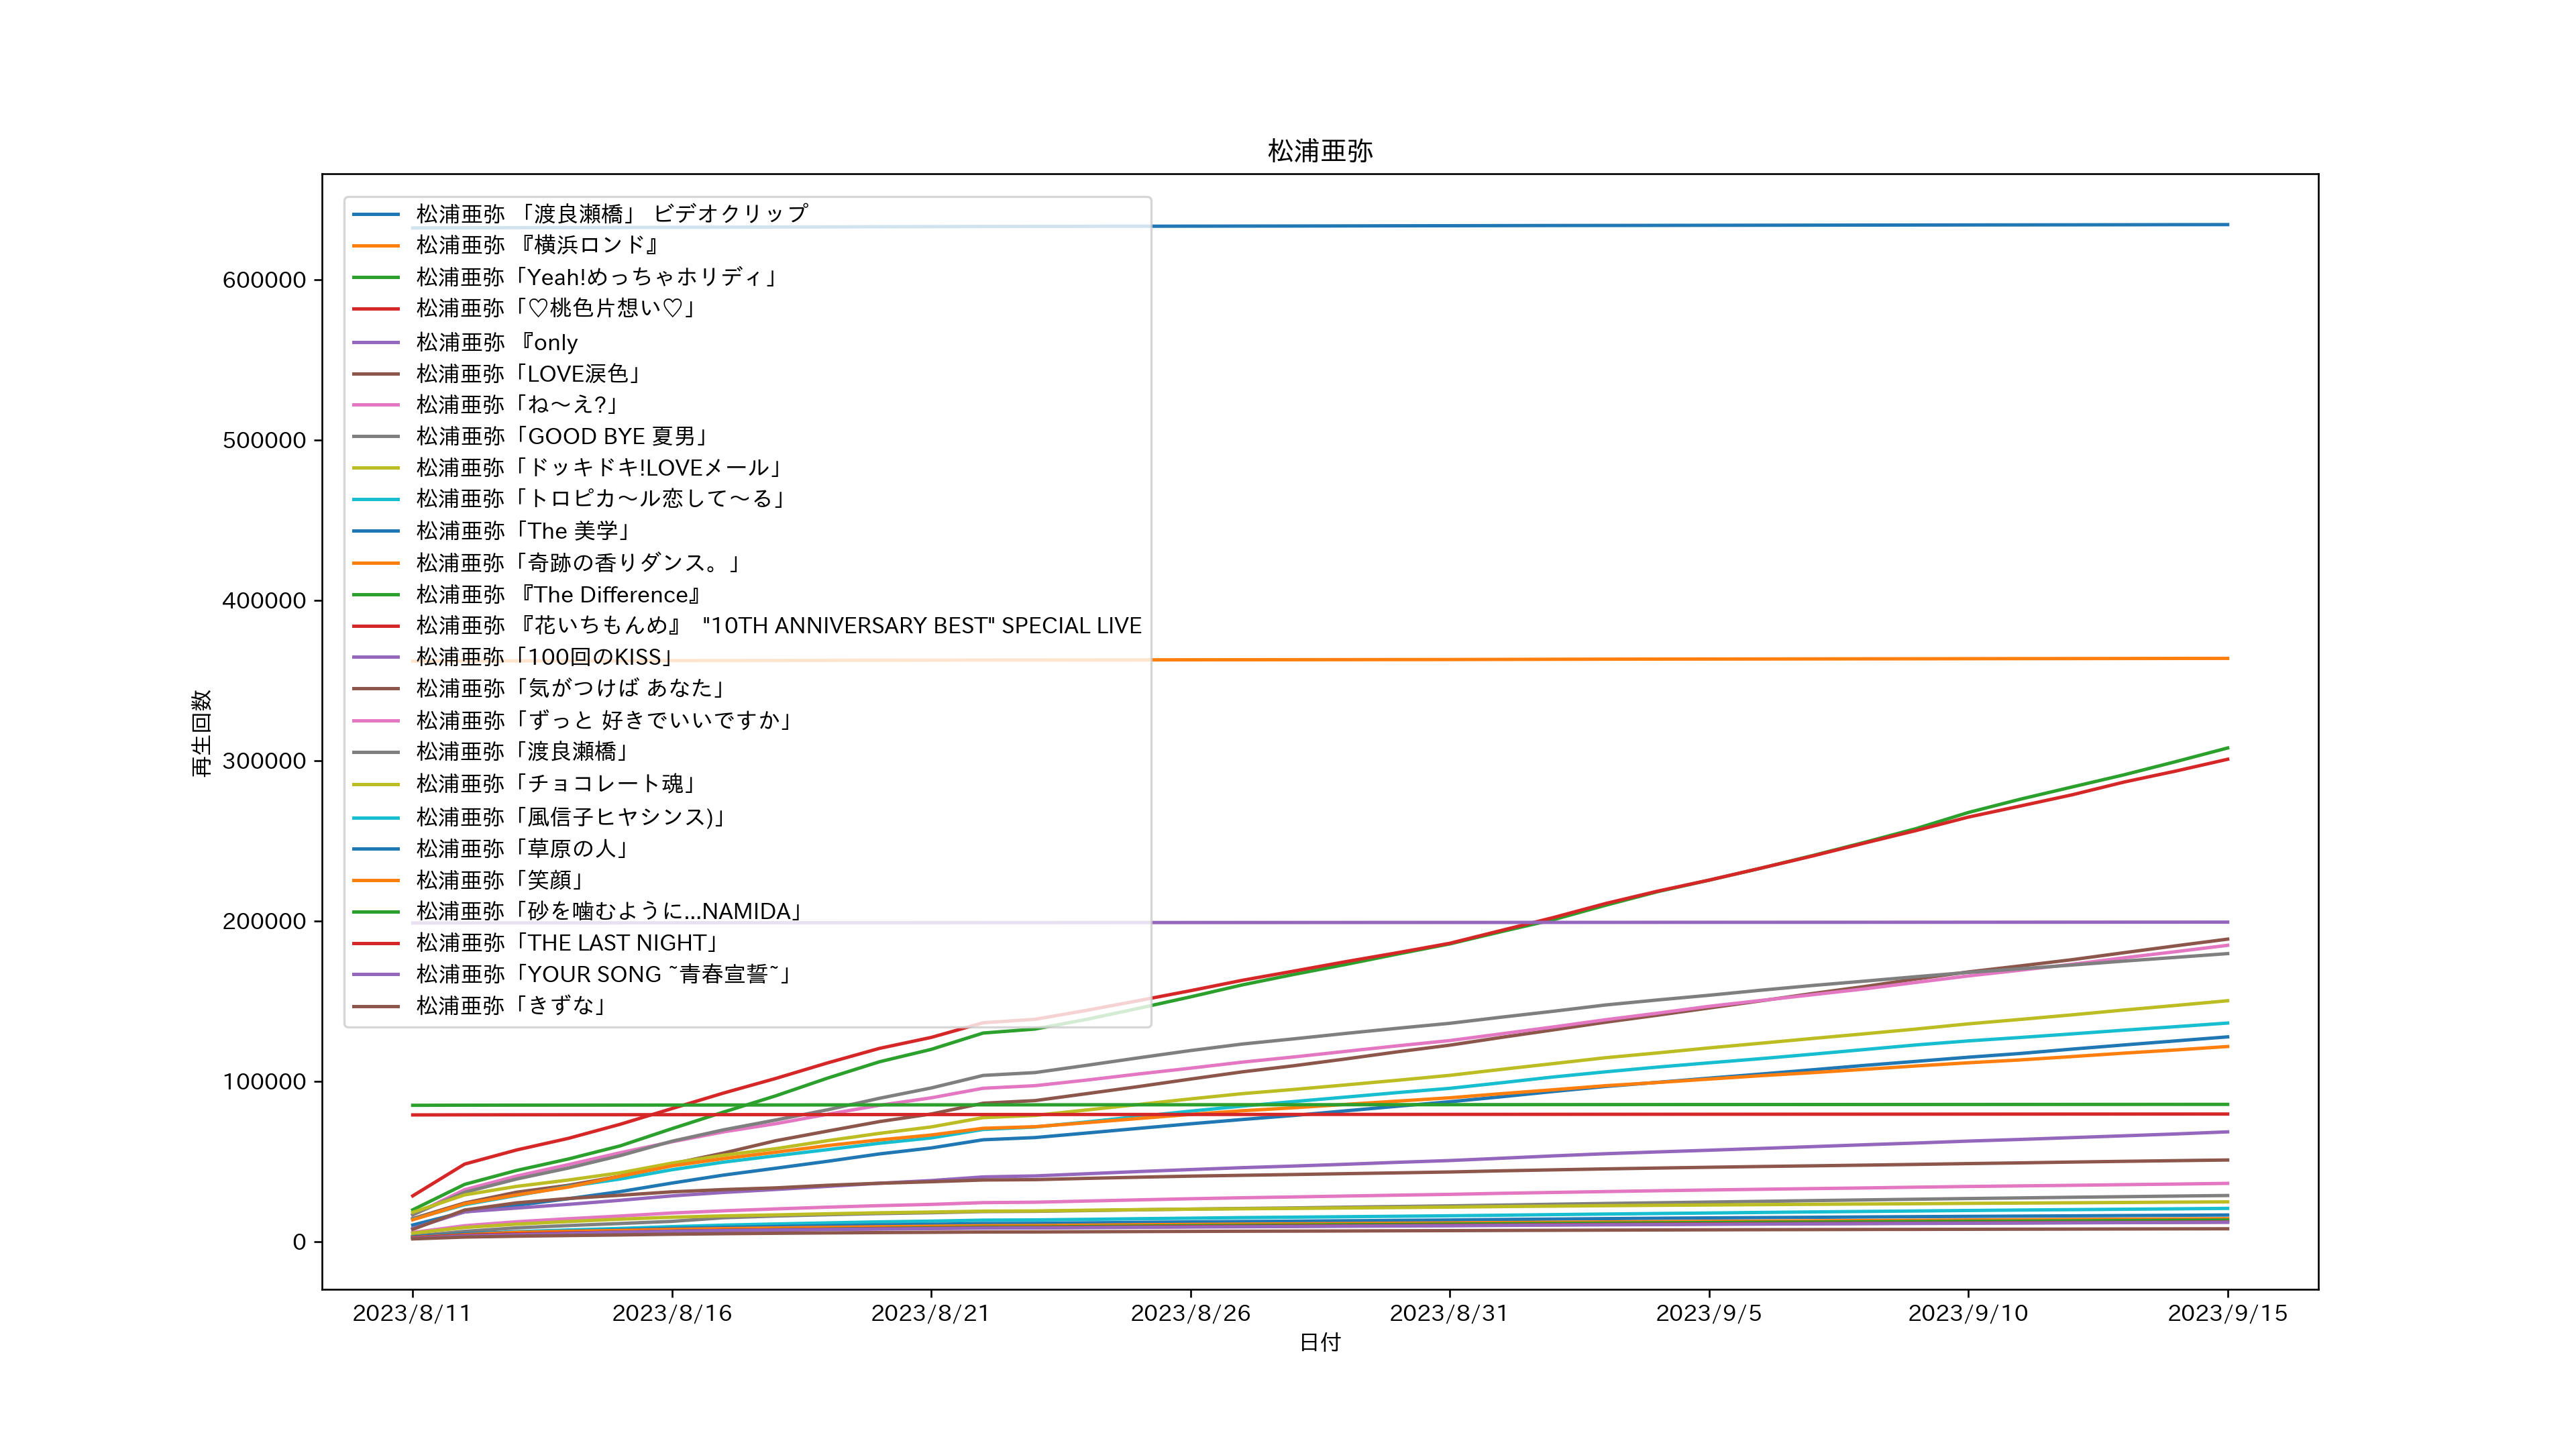 松浦亜弥
松浦亜弥 「渡良瀬橋」 ビデオクリップ
松浦亜弥 『横浜ロンド』
松浦亜弥「Yeah!めっちゃホリディ」
松浦亜弥「♡桃色片想い♡」
松浦亜弥 『only
松浦亜弥「LOVE涙色」
松浦亜弥「ね～え?」
松浦亜弥「GOOD BYE 夏男」
松浦亜弥「ドッキドキ!LOVEメール」
松浦亜弥「トロピカ～ル恋して～る」
松浦亜弥「The 美学」
松浦亜弥「奇跡の香りダンス。」
松浦亜弥 『The Difference』
松浦亜弥 『花いちもんめ』 "10TH ANNIVERSARY BEST" SPECIAL LIVE
松浦亜弥「100回のKISS」
松浦亜弥「気がつけば あなた」
松浦亜弥「ずっと 好きでいいですか」
松浦亜弥「渡良瀬橋」
松浦亜弥「チョコレート魂」
松浦亜弥「風信子ヒヤシンス)」
松浦亜弥「草原の人」
松浦亜弥「笑顔」
松浦亜弥「砂を噛むように…NAMIDA」
松浦亜弥「THE LAST NIGHT」
松浦亜弥「YOUR SONG ~青春宣誓~」
松浦亜弥「きずな」
600000
500000
400000
300000
200000
100000
0
再生回数
2023/8/11 2023/8/16 2023/8/21 2023/8/26 2023/8/31 2023/9/5 2023/9/10 2023/9/15
日付